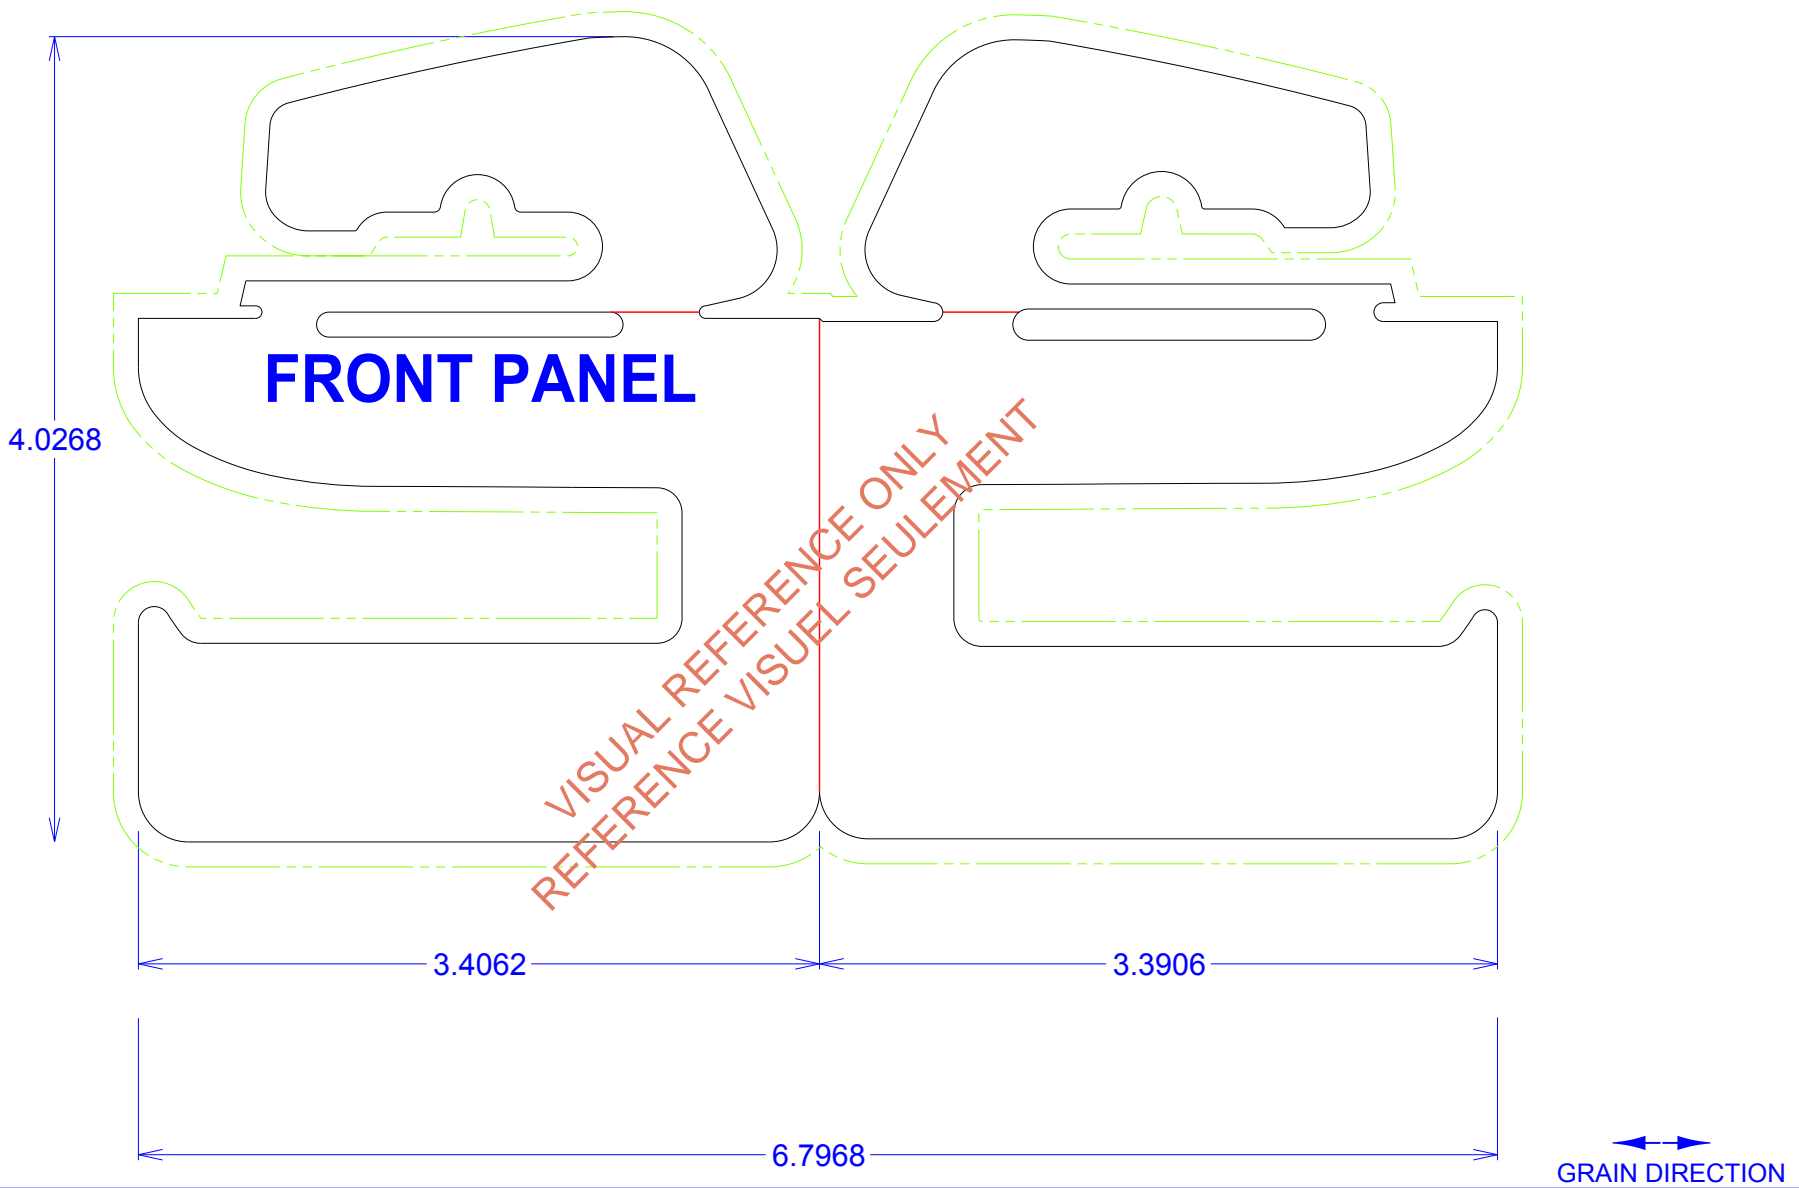 FRONT PANEL
4.0268
VISUAL REFERENCE ONLY
REFERENCE VISUEL SEULEMENT
3.4062
3.3906
6.7968
GRAIN DIRECTION